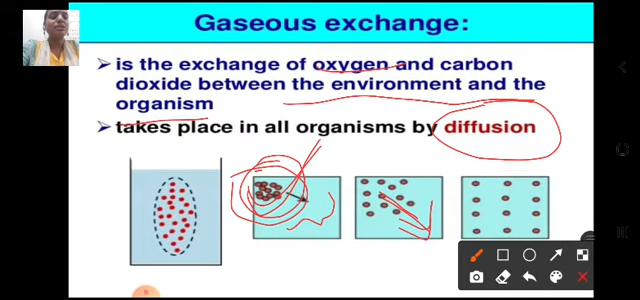 Gaseous exchange:
is the exchange of oxygen and carbon
dioxide between the environment and the
organism
takes place in all organisms by diffusion